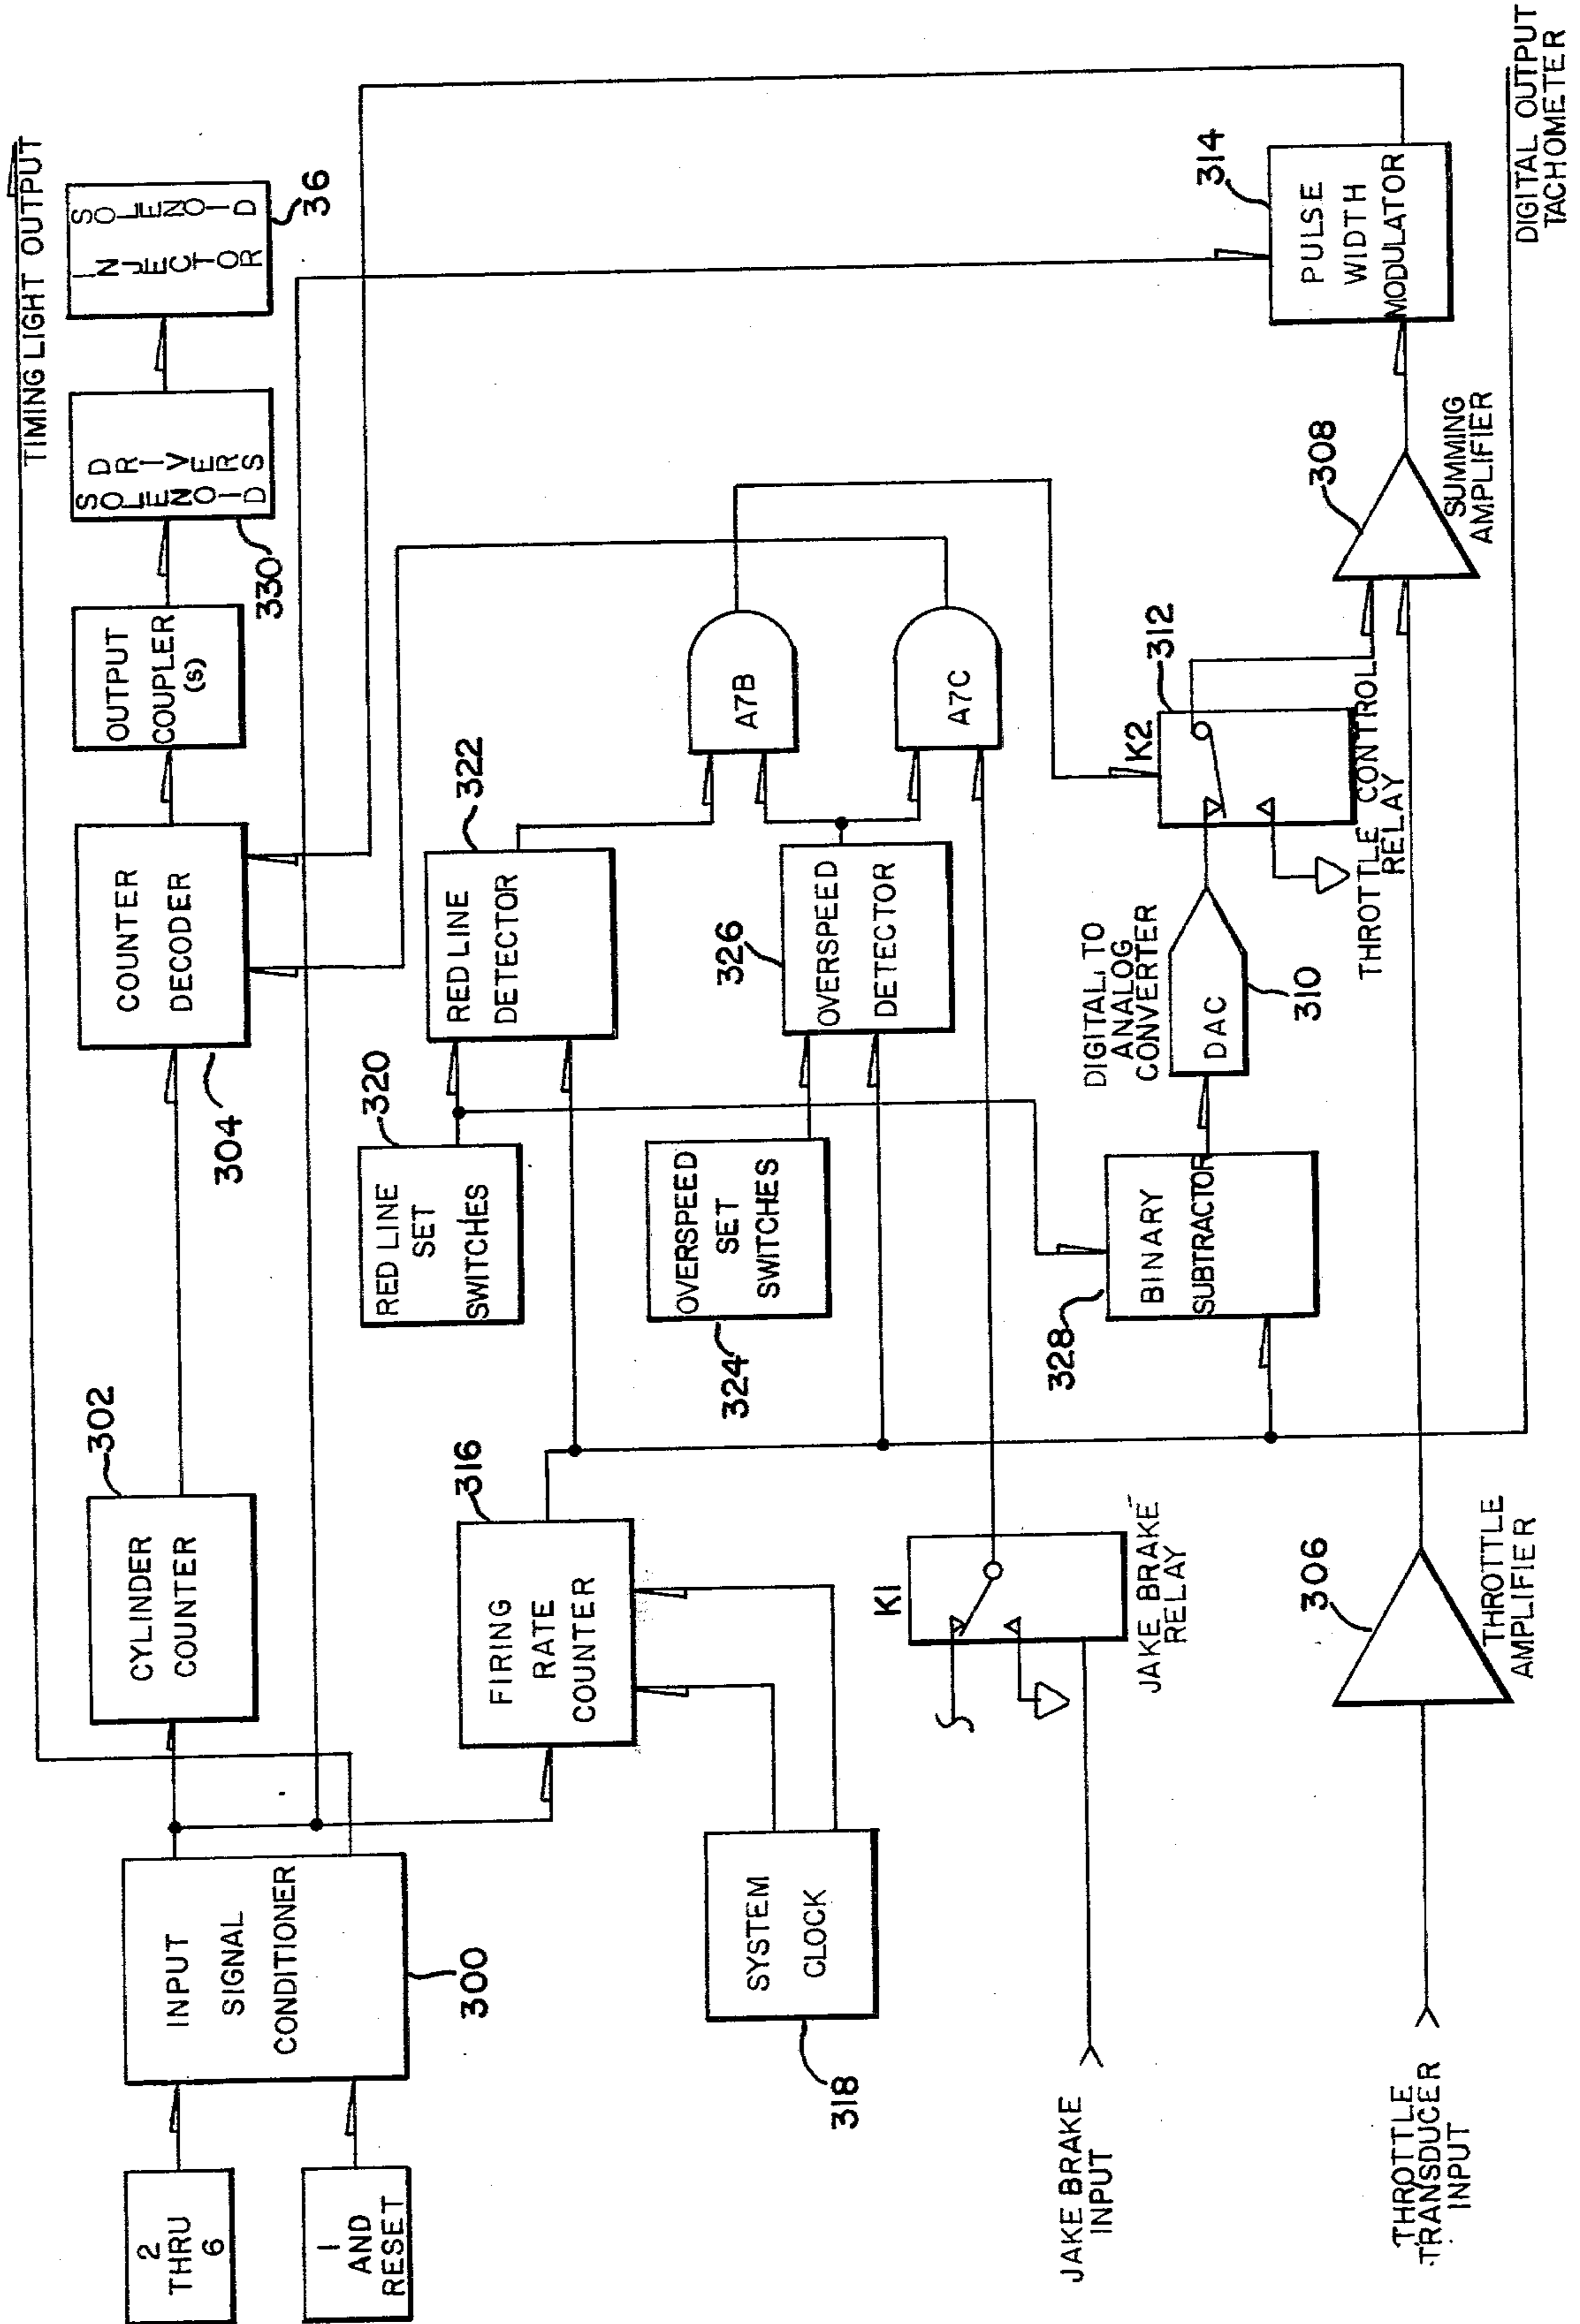 TIMING LIGHT OUTPUT
2
THRU
6
1
AND
RESET
INPUT
SIGNAL
CONDITIONER
300
CYLINDER
COUNTER
302
COUNTER
DECODER
304
OUTPUT
COUPLER
(s)
SOLENOID
DRIVERS
330
INJECTOR
SOLENOID
36
FIRING
RATE
COUNTER
316
SYSTEM
CLOCK
318
RED LINE
SET
SWITCHES
320
RED LINE
DETECTOR
322
OVERSPEED
SET
SWITCHES
324
OVERSPEED
DETECTOR
326
A7B
A7C
JAKE BRAKE
INPUT
K1
JAKE BRAKE
RELAY
BINARY
SUBTRACTOR
328
DIGITAL TO
ANALOG
CONVERTER
DAC
310
K2
312
THROTTLE CONTROL
RELAY
THROTTLE
TRANSDUCER
INPUT
306
THROTTLE
AMPLIFIER
308
SUMMING
AMPLIFIER
PULSE
WIDTH
MODULATOR
314
DIGITAL OUTPUT
TACHOMETER